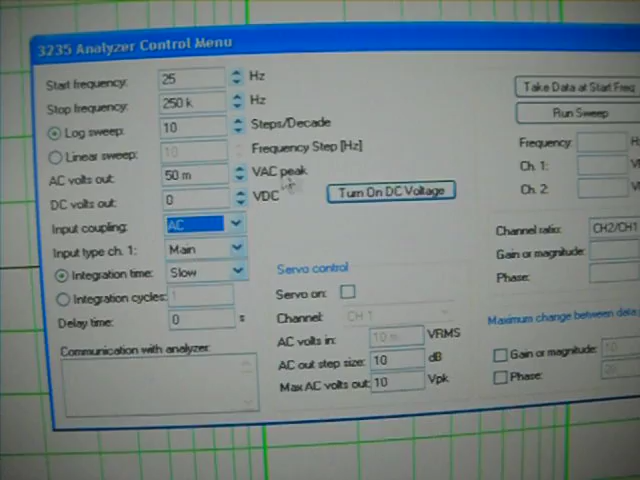 3235 Analyzer Control Menu
Start frequency: 25 Hz
Stop frequency: 250 k Hz
Log sweep: 10 Steps/Decade
Linear sweep: 10 Frequency Step [Hz]
AC volts out: 50 m VAC peak
DC volts out: 0 VDC
Turn On DC Voltage
Input coupling: AC
Input type ch. 1: Main
Integration time: Slow
Integration cycles: 1
Delay time: 0 s
Communication with analyzer:
Servo control
Servo on:
Channel: CH 1
AC volts in: 10 m VRMS
AC out step size: 10 dB
Max AC volts out: 10 Vpk
Take Data at Start Freq
Run Sweep
Frequency
Ch. 1:
Ch. 2:
Channel ratio: CH2/CH1
Gain or magnitude:
Phase:
Maximum change between data
Gain or magnitude: 10
Phase: